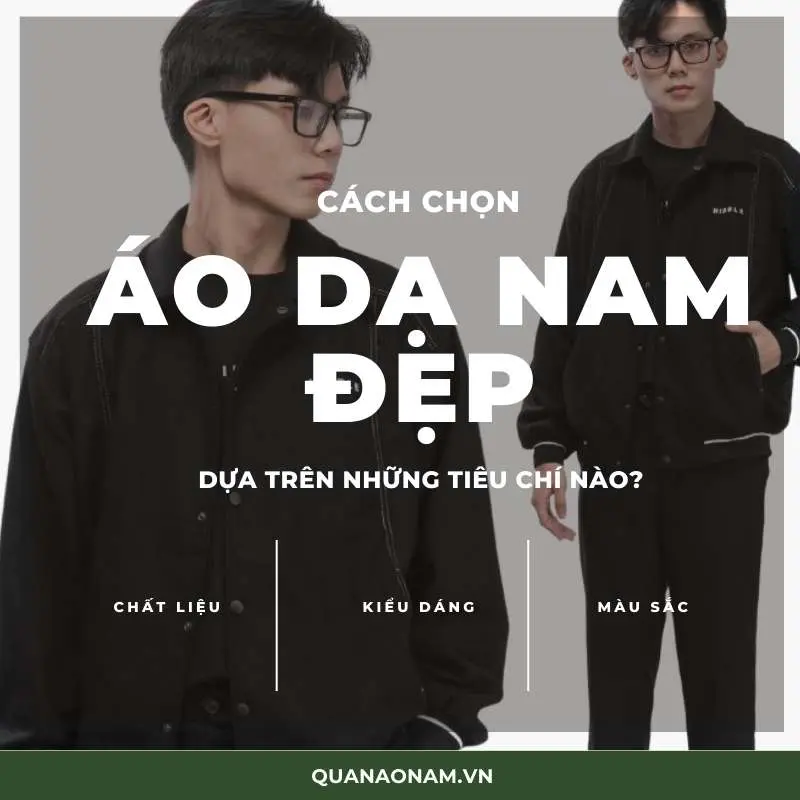 CÁCH CHỌN
ÁO DẠ NAM
ĐẸP
DỰA TRÊN NHỮNG TIÊU CHÍ NÀO?
CHẤT LIỆU
KIỂU DÁNG
MÀU SẮC
QUANAONAM.VN